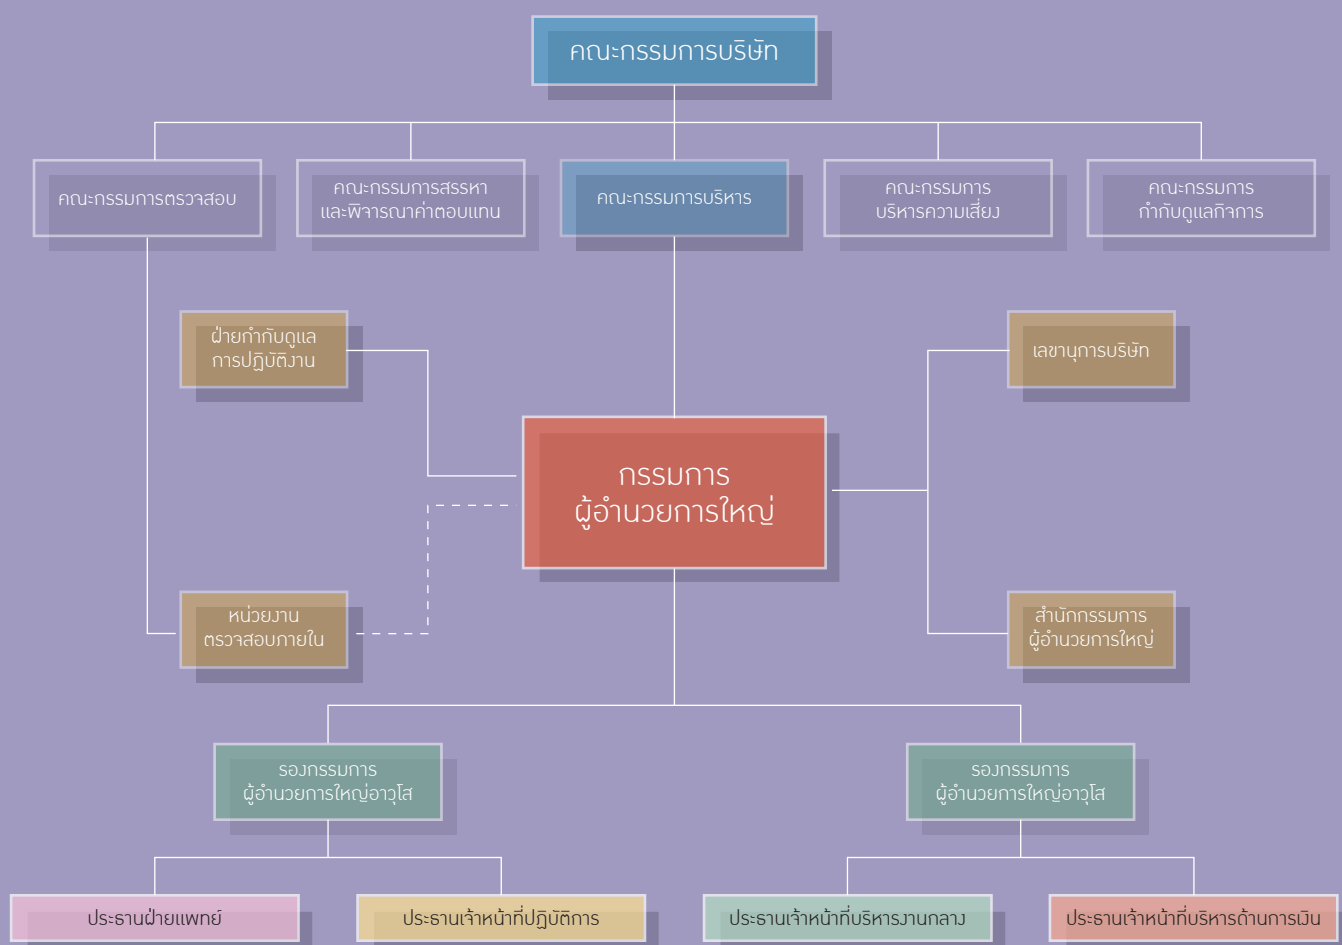 คณะกรรมการบริษัท
คณะกรรมการตรวจสอบ
คณะกรรมการสรรหา
และพิจารณาค่าตอบแทน
คณะกรรมการบริหาร
คณะกรรมการ
บริหารความเสี่ยง
คณะกรรมการ
กำกับดูแลกิจการ
ฝ่ายกำกับดูแล
การปฏิบัติงาน
เลขานุการบริษัท
กรรมการ
ผู้อำนวยการใหญ่
หน่วยงาน
ตรวจสอบภายใน
สำนักกรรมการ
ผู้อำนวยการใหญ่
รองกรรมการ
ผู้อำนวยการใหญ่อาวุโส
รองกรรมการ
ผู้อำนวยการใหญ่อาวุโส
ประธานฝ่ายแพทย์
ประธานเจ้าหน้าที่ปฏิบัติการ
ประธานเจ้าหน้าที่บริหารงานกลาง
ประธานเจ้าหน้าที่บริหารด้านการเงิน